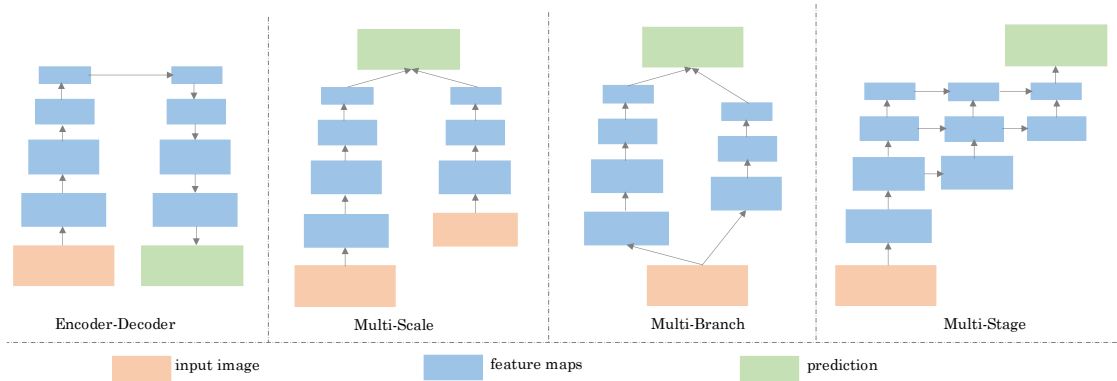 Encoder-Decoder
Multi-Scale
Multi-Branch
Multi-Stage
input image
feature maps
prediction